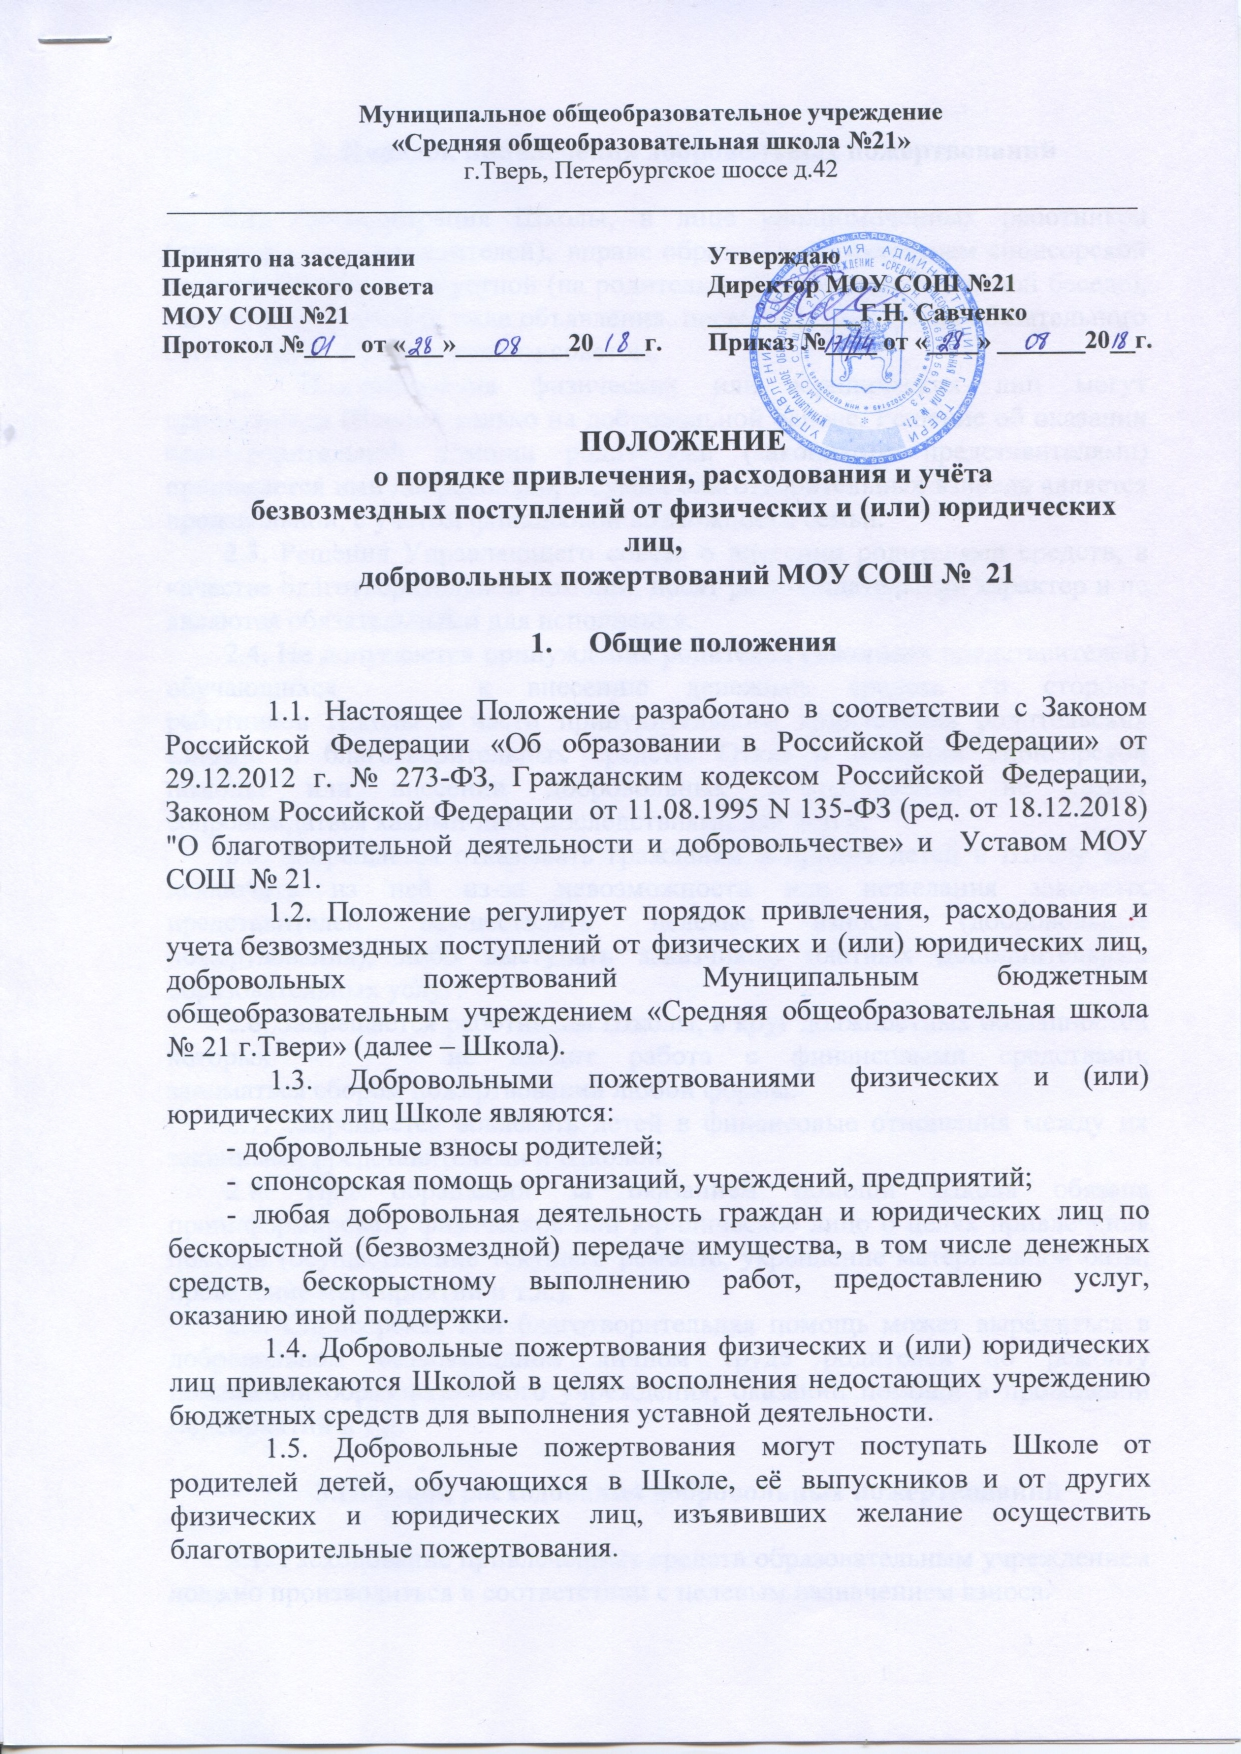 Муниципальное общеобразовательное учреждение
«Средняя общеобразовательная школа №21»
г.Тверь, Петербургское шоссе д.42
Принято на заседании
Педагогического совета
МОУ СОШ №21
Протокол № 01 от « 28 » 08 20 18 г.
Утверждаю
Директор МОУ СОШ №21
Т.Н. Савченко
Приказ № от « 28 » 08 2018 г.
ПОЛОЖЕНИЕ
о порядке привлечения, расходования и учёта
безвозмездных поступлений от физических и (или) юридических
лиц,
добровольных пожертвований МОУ СОШ № 21
1. Общие положения
1.1. Настоящее Положение разработано в соответствии с Законом
Российской Федерации «Об образовании в Российской Федерации» от
29.12.2012 г. № 273-ФЗ, Гражданским кодексом Российской Федерации,
Законом Российской Федерации от 11.08.1995 N 135-ФЗ (ред. от 18.12.2018)
"О благотворительной деятельности и добровольчестве» и Уставом МОУ
СОШ № 21.
1.2. Положение регулирует порядок привлечения, расходования и
учета безвозмездных поступлений от физических и (или) юридических лиц,
добровольных пожертвований Муниципальным бюджетным
общеобразовательным учреждением «Средняя общеобразовательная школа
№ 21 г.Твери» (далее – Школа).
1.3. Добровольными пожертвованиями физических и (или)
юридических лиц Школе являются:
- добровольные взносы родителей;
- спонсорская помощь организаций, учреждений, предприятий;
- любая добровольная деятельность граждан и юридических лиц по
бескорыстной (безвозмездной) передаче имущества, в том числе денежных
средств, бескорыстному выполнению работ, предоставлению услуг,
оказанию иной поддержки.
1.4. Добровольные пожертвования физических и (или) юридических
лиц привлекаются Школой в целях восполнения недостающих учреждению
бюджетных средств для выполнения уставной деятельности.
1.5. Добровольные пожертвования могут поступать Школе от
родителей детей, обучающихся в Школе, её выпускников и от других
физических и юридических лиц, изъявивших желание осуществить
благотворительные пожертвования.